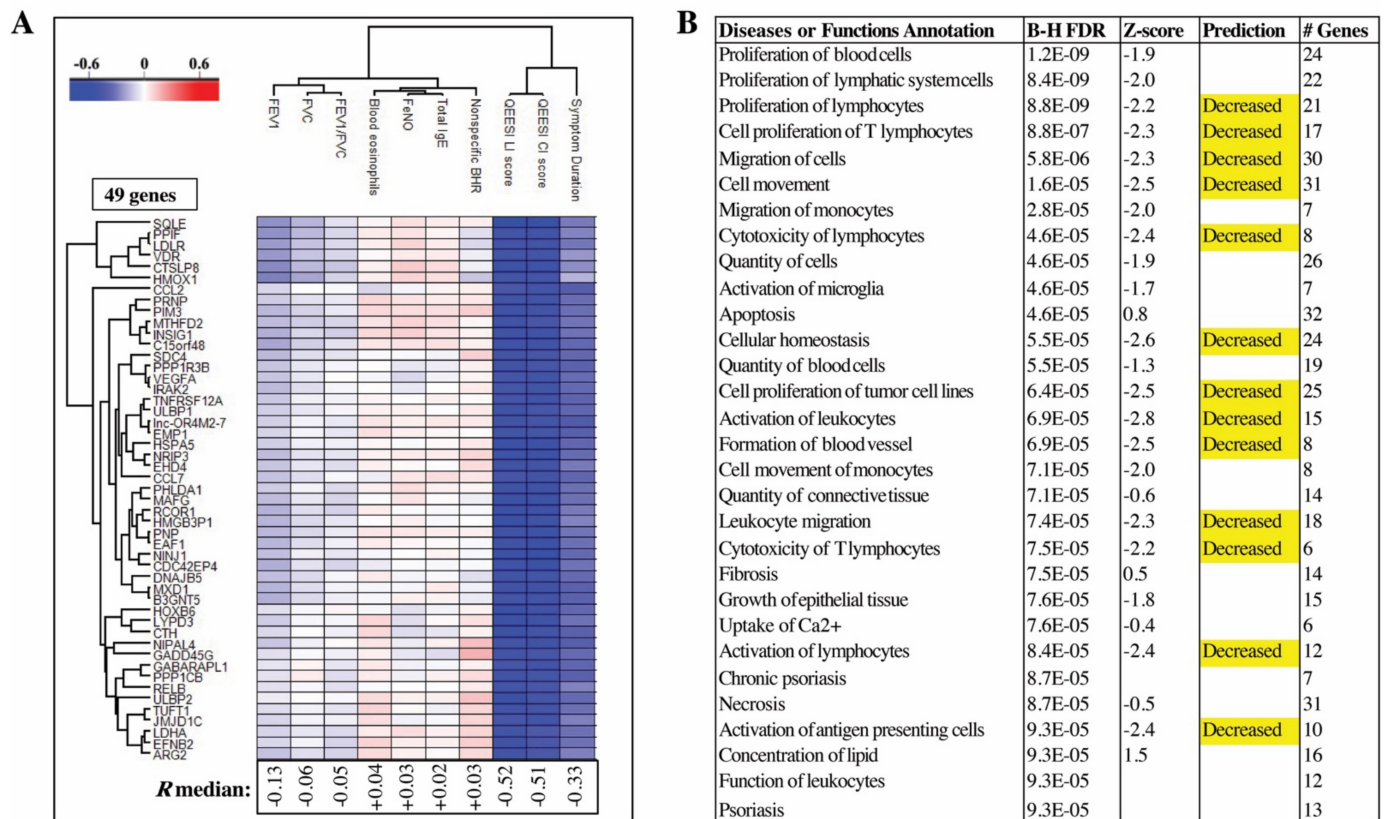 A
-0.6 0 0.6
FEV1
FVC
FEV1/FVC
Blood eosinophils
FeNO
Total IgE
Nonspecific BHR
QEESI LI score
QEESI CI score
Symptom Duration
49 genes
SQLE
PPIF
LDLR
VDR
CTSLP8
HMOX1
CCL2
PRNP
PIM3
MTHFD2
INSIG1
C15orf48
SDC4
PPP1R3B
VEGFA
IRAK2
TNFRSF12A
ULBP1
lnc-OR4M2-7
EMP1
HSPA5
NRIP3
EHD4
CCL7
PHLDA1
MAFG
RCOR1
HMGB3P1
PNP
EAF1
NINJ1
CDC42EP4
DNAJB5
MXD1
B3GNT5
HOXB6
LYPD3
CTH
NIPAL4
GADD45G
GABARAPL1
PPP1CB
RELB
ULBP2
TUFT1
JMJD1C
LDHA
EFNB2
ARG2
R median: -0.13 -0.06 -0.05 +0.04 +0.03 +0.02 +0.03 -0.52 -0.51 -0.33
B
Diseases or Functions Annotation B-H FDR Z-score Prediction # Genes
Proliferation of blood cells 1.2E-09 -1.9 24
Proliferation of lymphatic system cells 8.4E-09 -2.0 22
Proliferation of lymphocytes 8.8E-09 -2.2 Decreased 21
Cell proliferation of T lymphocytes 8.8E-07 -2.3 Decreased 17
Migration of cells 5.8E-06 -2.3 Decreased 30
Cell movement 1.6E-05 -2.5 Decreased 31
Migration of monocytes 2.8E-05 -2.0 7
Cytotoxicity of lymphocytes 4.6E-05 -2.4 Decreased 8
Quantity of cells 4.6E-05 -1.9 26
Activation of microglia 4.6E-05 -1.7 7
Apoptosis 4.6E-05 0.8 32
Cellular homeostasis 5.5E-05 -2.6 Decreased 24
Quantity of blood cells 5.5E-05 -1.3 19
Cell proliferation of tumor cell lines 6.4E-05 -2.5 Decreased 25
Activation of leukocytes 6.9E-05 -2.8 Decreased 15
Formation of blood vessel 6.9E-05 -2.5 Decreased 8
Cell movement of monocytes 7.1E-05 -2.0 8
Quantity of connective tissue 7.1E-05 -0.6 14
Leukocyte migration 7.4E-05 -2.3 Decreased 18
Cytotoxicity of T lymphocytes 7.5E-05 -2.2 Decreased 6
Fibrosis 7.5E-05 0.5 14
Growth of epithelial tissue 7.6E-05 -1.8 15
Uptake of Ca2+ 7.6E-05 -0.4 6
Activation of lymphocytes 8.4E-05 -2.4 Decreased 12
Chronic psoriasis 8.7E-05 7
Necrosis 8.7E-05 -0.5 31
Activation of antigen presenting cells 9.3E-05 -2.4 Decreased 10
Concentration of lipid 9.3E-05 1.5 16
Function of leukocytes 9.3E-05 12
Psoriasis 9.3E-05 13